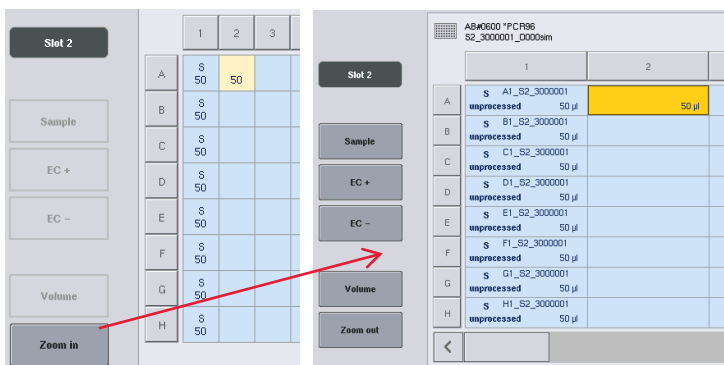 Slot 2
Sample
EC +
EC -
Volume
Zoom in
1 2 3
A S 50 50
B S 50
C S 50
D S 50
E S 50
F S 50
G S 50
H S 50
AB#0600 "PCR96
S2_3000001_0000sim
Slot 2
Sample
EC +
EC -
Volume
Zoom out
1 2
A S A1_S2_3000001
unprocessed 50 µl 50 µl
B S B1_S2_3000001
unprocessed 50 µl
C S C1_S2_3000001
unprocessed 50 µl
D S D1_S2_3000001
unprocessed 50 µl
E S E1_S2_3000001
unprocessed 50 µl
F S F1_S2_3000001
unprocessed 50 µl
G S G1_S2_3000001
unprocessed 50 µl
H S H1_S2_3000001
unprocessed 50 µl